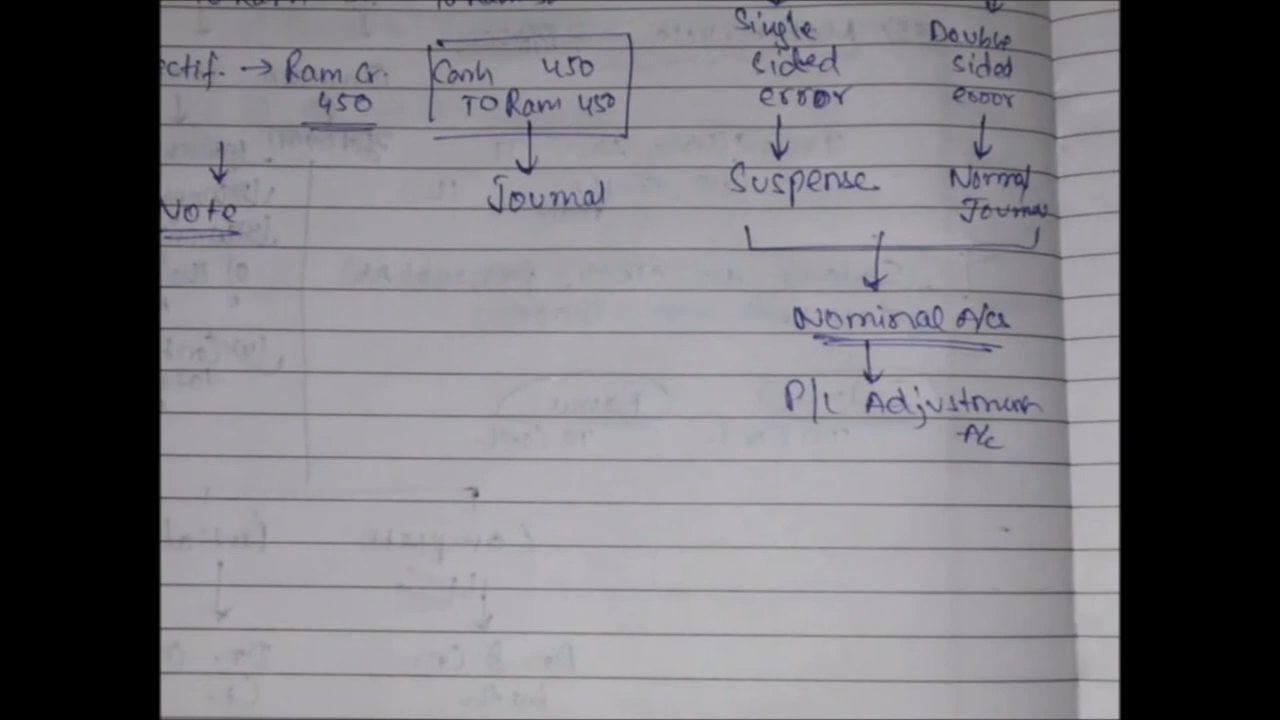 ectif. → Ram Cr.
450
Cash 450
TO Ram 450
Journal
Note
Single
sided
error
Suspense
Double
sided
error
Normal
Journal
Nominal A/cs
P/L Adjustment
A/c